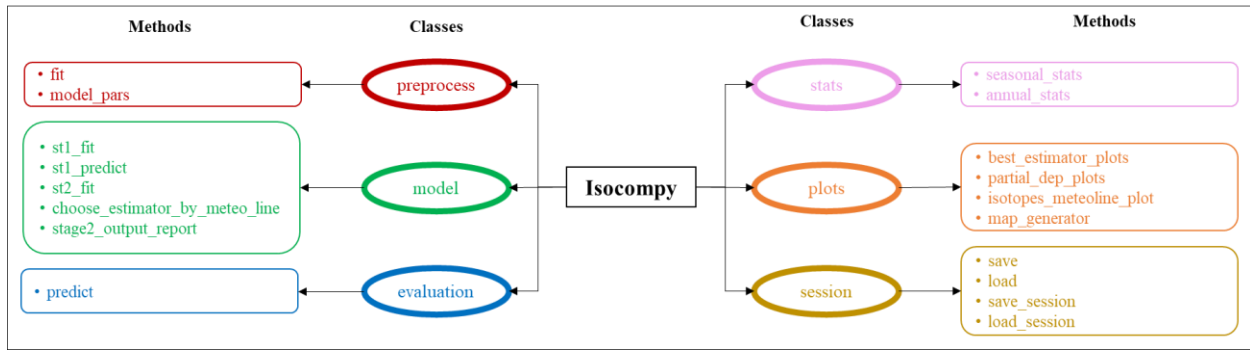 Methods
Classes
Classes
Methods
• fit
• model_pars
preprocess
• st1_fit
• st1_predict
• st2_fit
• choose_estimator_by_meteo_line
• stage2_output_report
model
• predict
evaluation
Isocompy
stats
• seasonal_stats
• annual_stats
plots
• best_estimator_plots
• partial_dep_plots
• isotopes_meteoline_plot
• map_generator
session
• save
• load
• save_session
• load_session